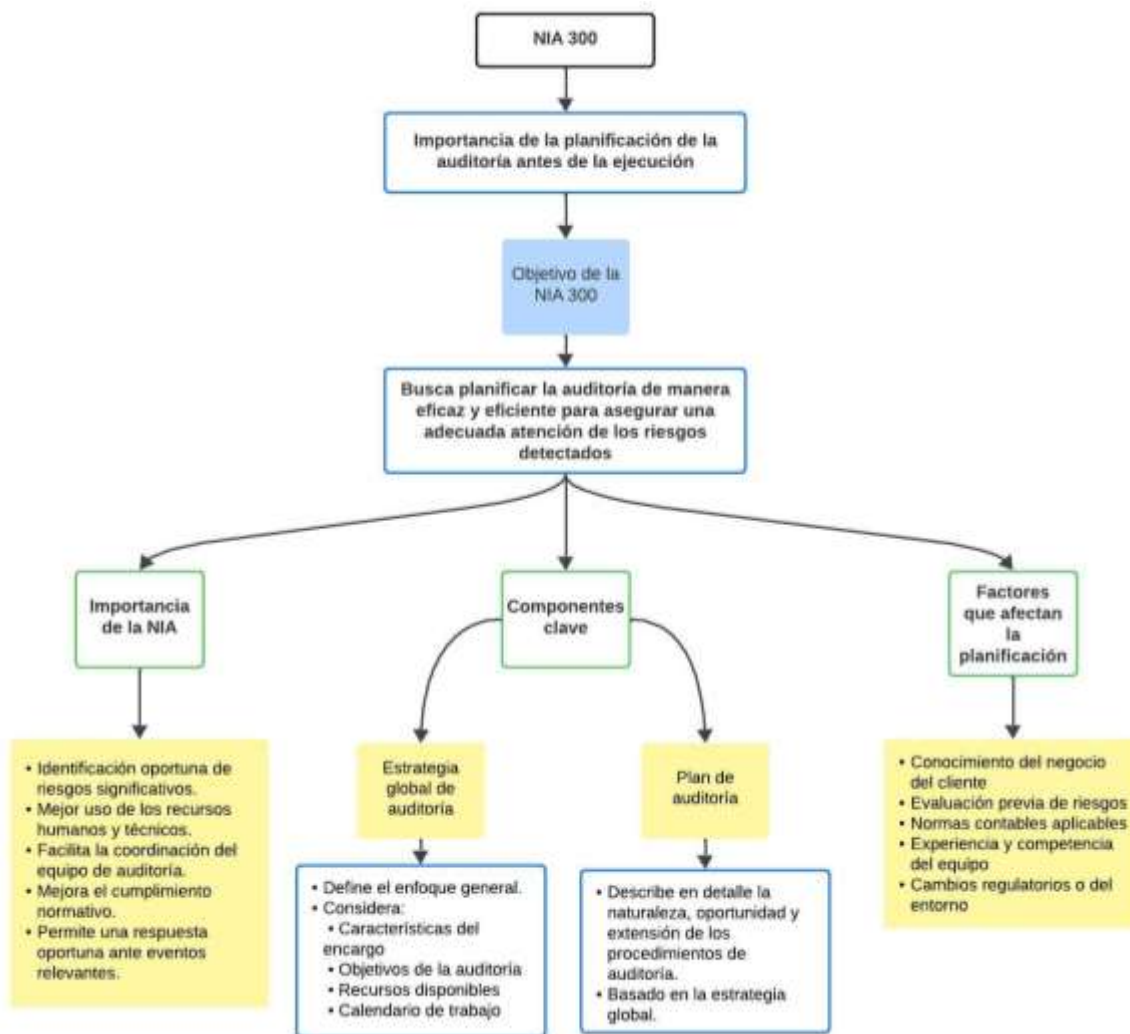 NIA 300
Importancia de la planificación de la
auditoría antes de la ejecución
Objetivo de la
NIA 300
Busca planificar la auditoría de manera
eficaz y eficiente para asegurar una
adecuada atención de los riesgos
detectados
Importancia
de la NIA
Componentes
clave
Factores
que afectan
la
planificación
• Identificación oportuna de
riesgos significativos.
• Mejor uso de los recursos
humanos y técnicos.
• Facilita la coordinación del
equipo de auditoría.
• Mejora el cumplimiento
normativo.
• Permite una respuesta
oportuna ante eventos
relevantes.
Estrategia
global de
auditoría
Plan de
auditoría
• Conocimiento del negocio
del cliente
• Evaluación previa de riesgos
• Normas contables aplicables
• Experiencia y competencia
del equipo
• Cambios regulatorios o del
entorno
• Define el enfoque general.
• Considera:
• Características del
encargo
• Objetivos de la auditoría
• Recursos disponibles
• Calendario de trabajo
• Describe en detalle la
naturaleza, oportunidad y
extensión de los
procedimientos de
auditoría.
• Basado en la estrategia
global.